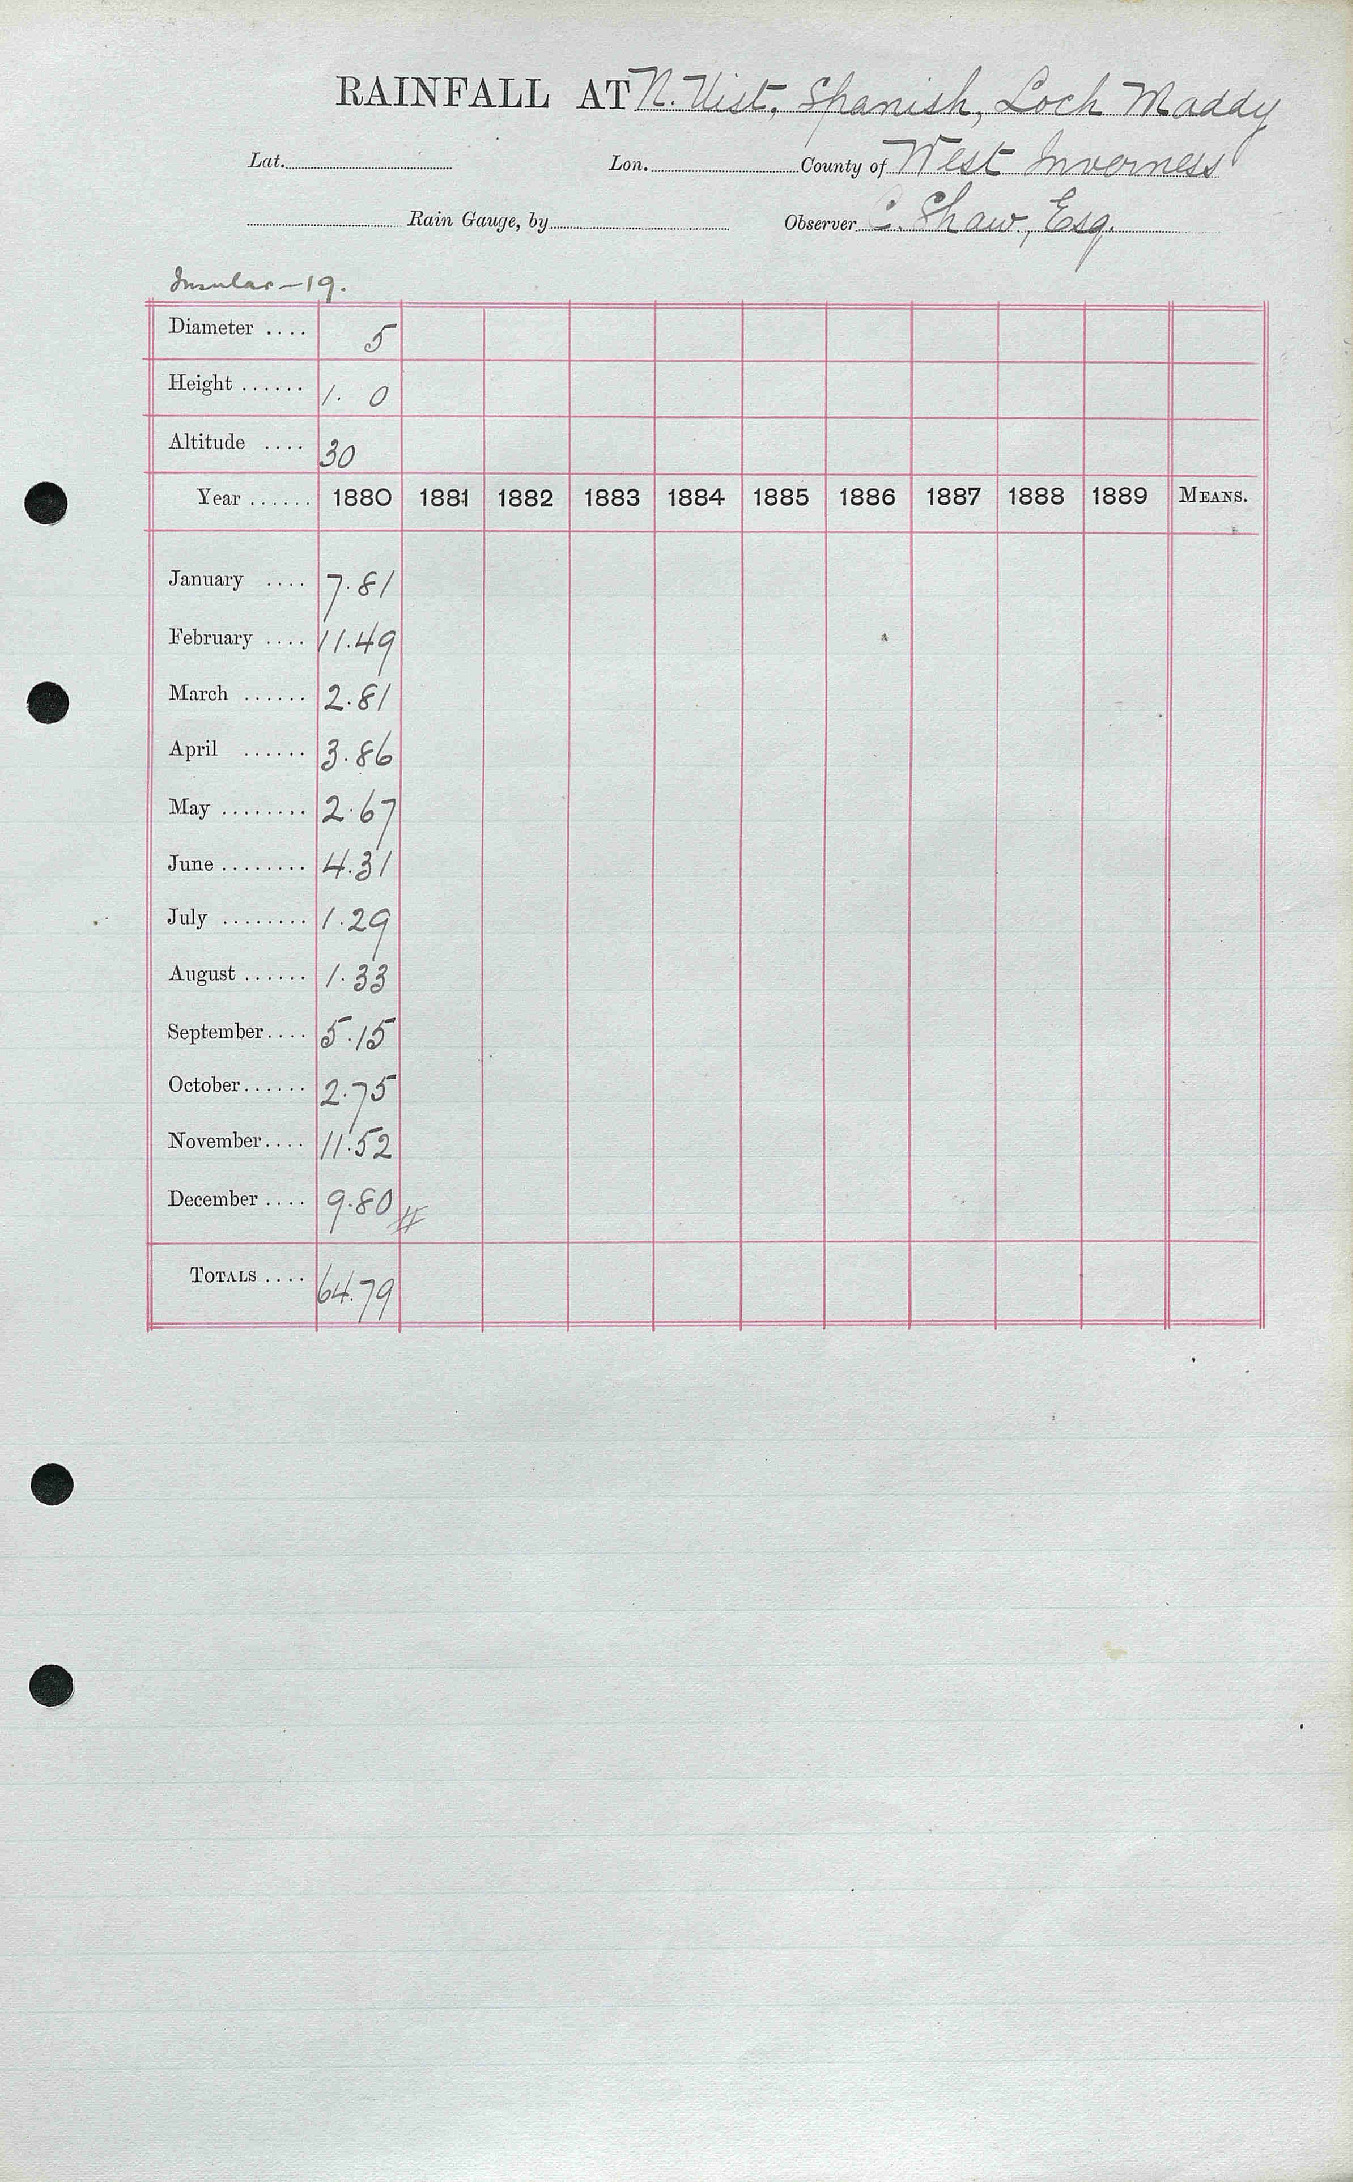 RAINFALL AT N. Uist, Spanish, Loch Maddy
Lat. Lon. County of West Inverness
Rain Gauge, by Observer C. Shaw, Esq.
Insular - 19.
Diameter .... 5
Height ...... 1. 0
Altitude .... 30
Year ...... 1880 1881 1882 1883 1884 1885 1886 1887 1888 1889 MEANS.
January .... 7.81
February .... 11.49
March ...... 2.81
April ...... 3.86
May ........ 2.67
June ........ 4.31
July ........ 1.29
August ...... 1.33
September .... 5.15
October ...... 2.75
November .... 11.52
December .... 9.80 #
TOTALS .... 64.79